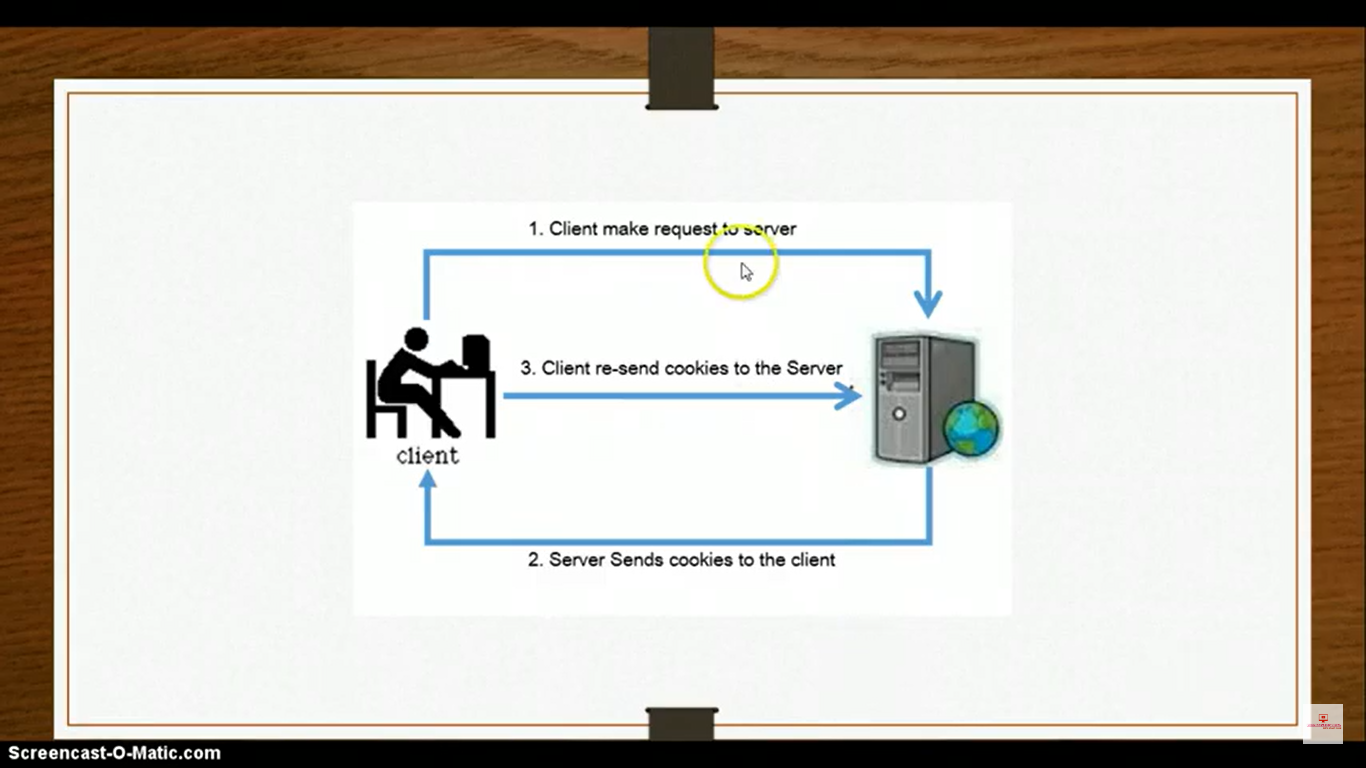 1. Client make request to server
3. Client re-send cookies to the Server
client
2. Server Sends cookies to the client
Screencast-O-Matic.com